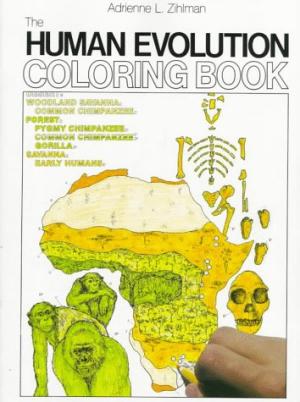 Adrienne L. Zihlman
The
HUMAN EVOLUTION
COLORING BOOK
WOODLAND SAVANNA
COMMON CHIMPANZEE
FOREST
PYGMY CHIMPANZEE
COMMON CHIMPANZEE
GORILLA
SAVANNA
EARLY HUMANS